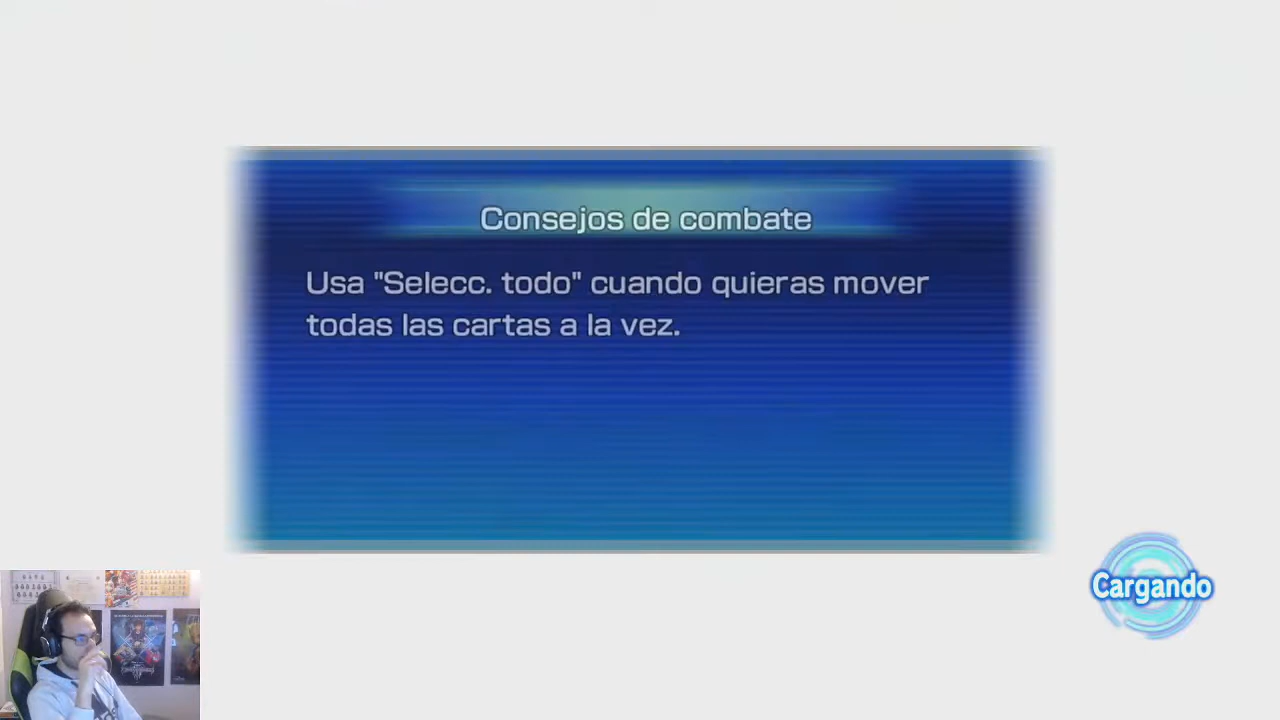 Consejos de combate
Usa "Selecc. todo" cuando quieras mover
todas las cartas a la vez.
Cargando